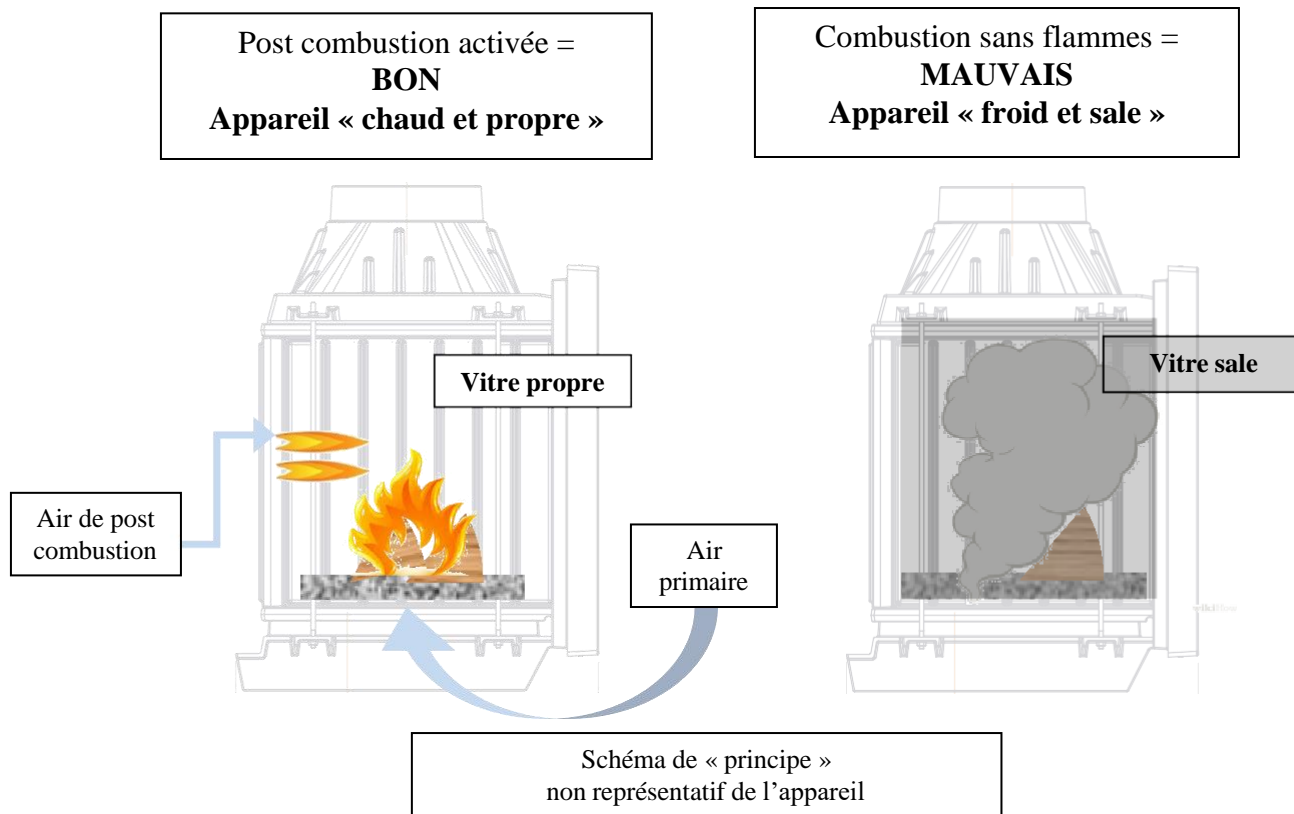 Post combustion activée =
BON
Appareil « chaud et propre »
Combustion sans flammes =
MAUVAIS
Appareil « froid et sale »
Vitre propre
Vitre sale
Air de post
combustion
Air
primaire
wikiHow
Schéma de « principe »
non représentatif de l’appareil